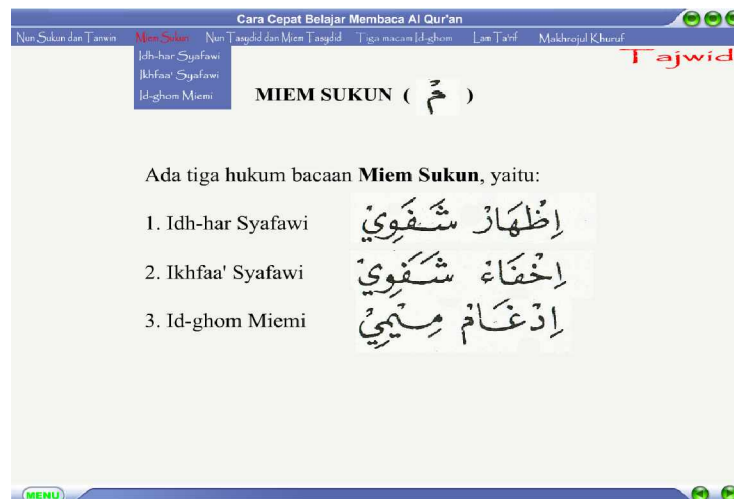 Cara Cepat Belajar Membaca Al Qur'an
Nun Sukun dan Tanwin Miem Sukun Nun Tasydid dan Miem Tasydid Tiga macam Id-ghom Lam Ta'rif Makhrojul Khuruf
Idh-har Syafawi
Ikhfaa' Syafawi
Id-ghom Miemi
Tajwid
MIEM SUKUN ( مْ )
Ada tiga hukum bacaan Miem Sukun, yaitu:
1. Idh-har Syafawi اِظْهَارْ شَفَوِيْ
2. Ikhfaa' Syafawi اِخْفَاءْ شَفَوِيْ
3. Id-ghom Miemi اِدْغَامْ مِيْمِيْ
MENU